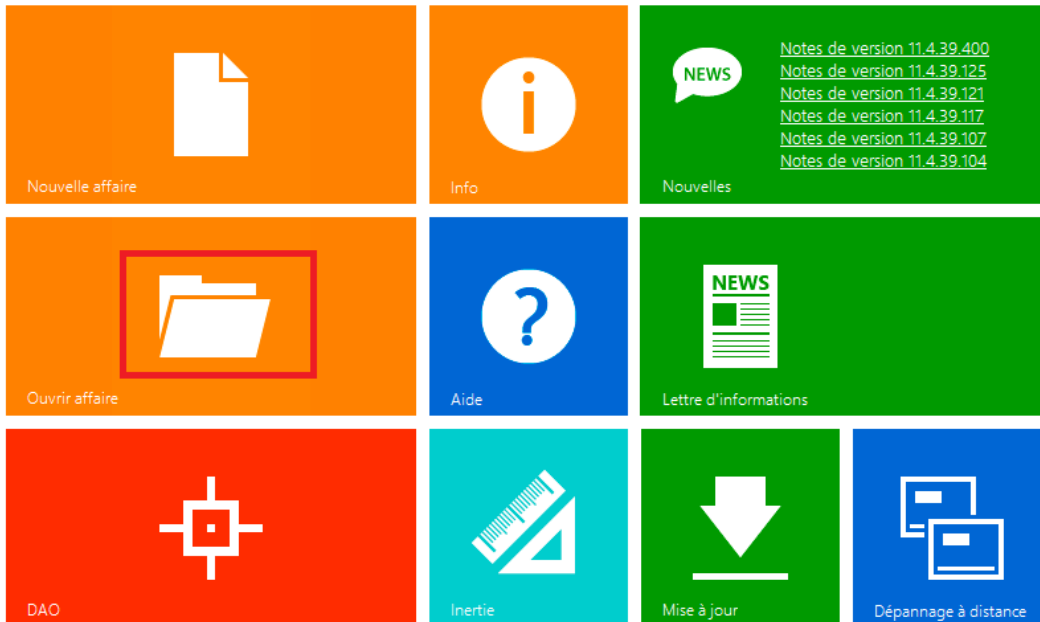 Nouvelle affaire
i
Info
NEWS
Notes de version 11.4.39.400
Notes de version 11.4.39.125
Notes de version 11.4.39.121
Notes de version 11.4.39.117
Notes de version 11.4.39.107
Notes de version 11.4.39.104
Nouvelles
Ouvrir affaire
?
Aide
NEWS
Lettre d'informations
DAO
Inertie
Mise à jour
Dépannage à distance